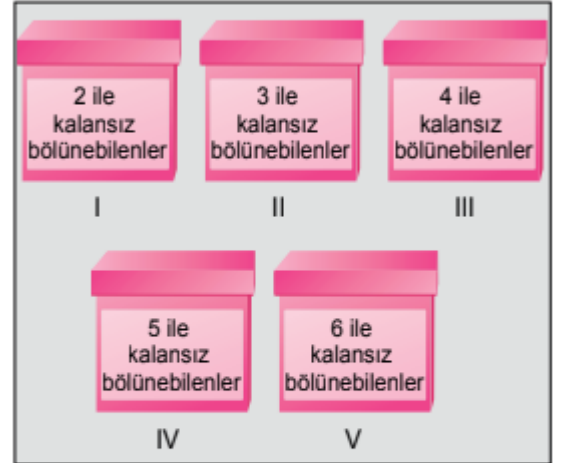 2 ile
kalansız
bölünebilenler
3 ile
kalansız
bölünebilenler
4 ile
kalansız
bölünebilenler
I
II
III
5 ile
kalansız
bölünebilenler
6 ile
kalansız
bölünebilenler
IV
V